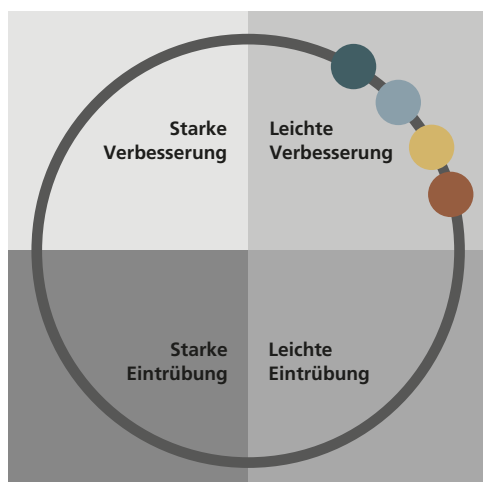 Starke
Verbesserung
Leichte
Verbesserung
Starke
Eintrübung
Leichte
Eintrübung